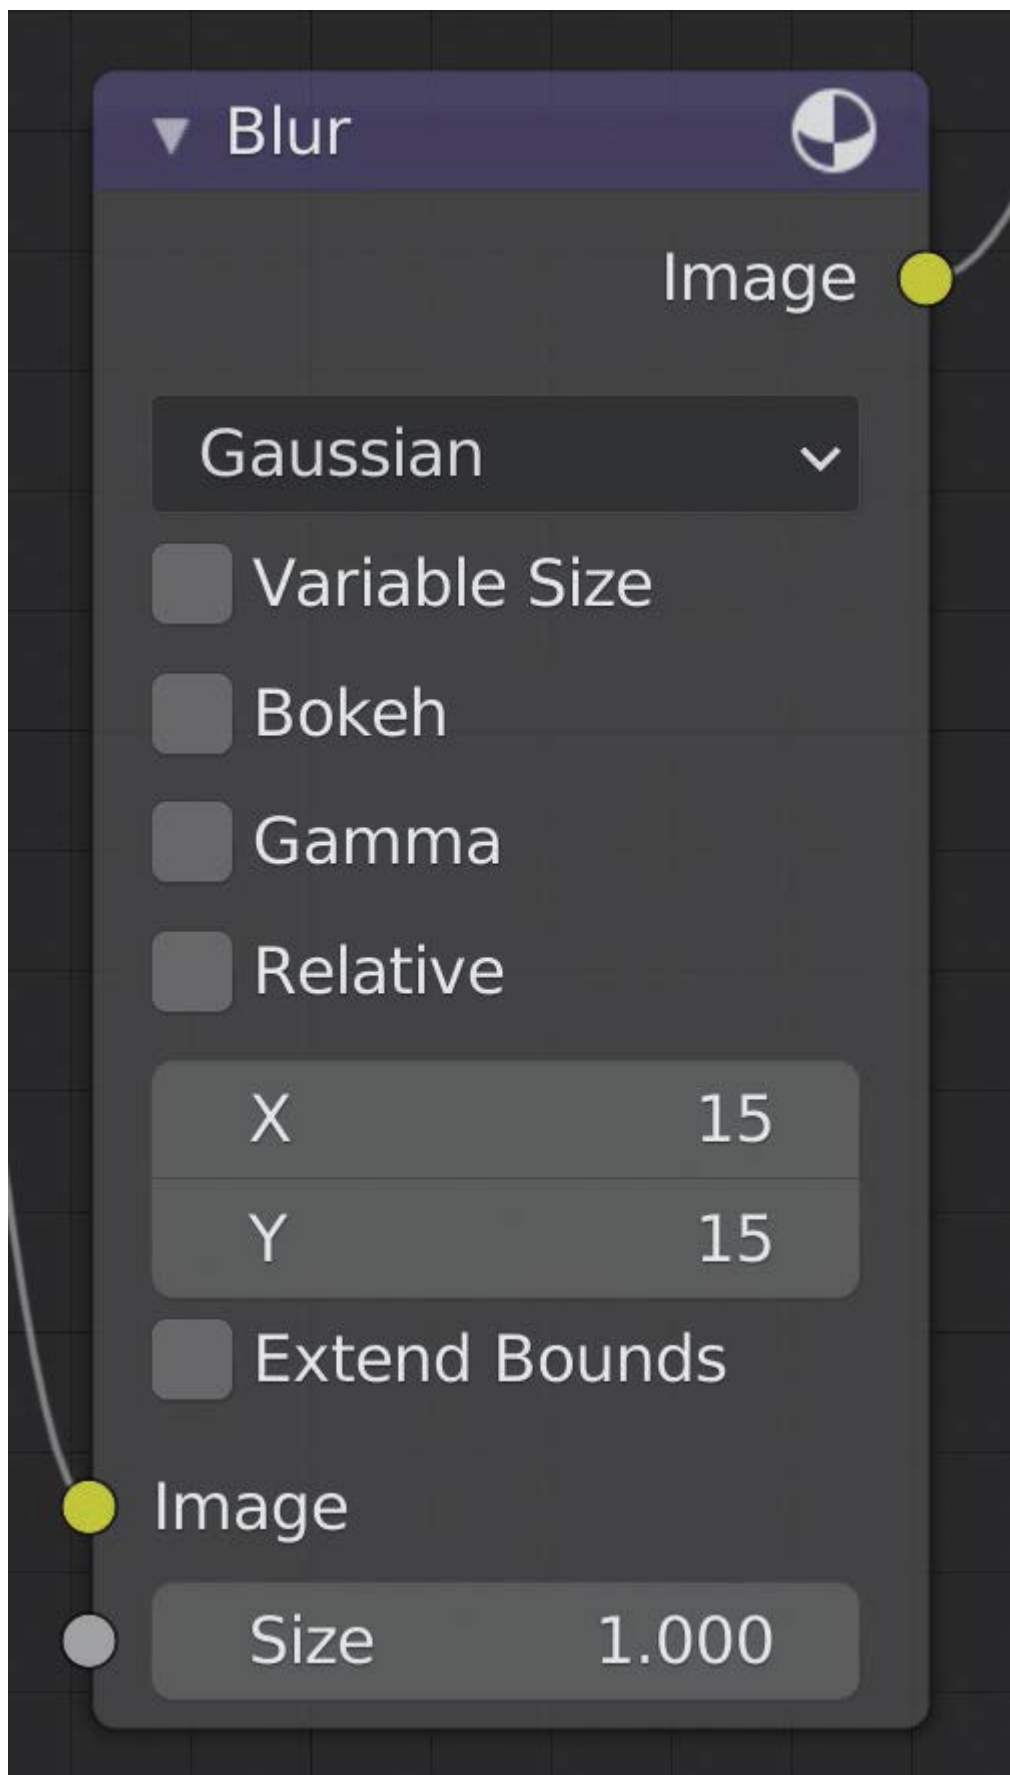 Blur
Image
Gaussian
Variable Size
Bokeh
Gamma
Relative
X 15
Y 15
Extend Bounds
Image
Size 1.000